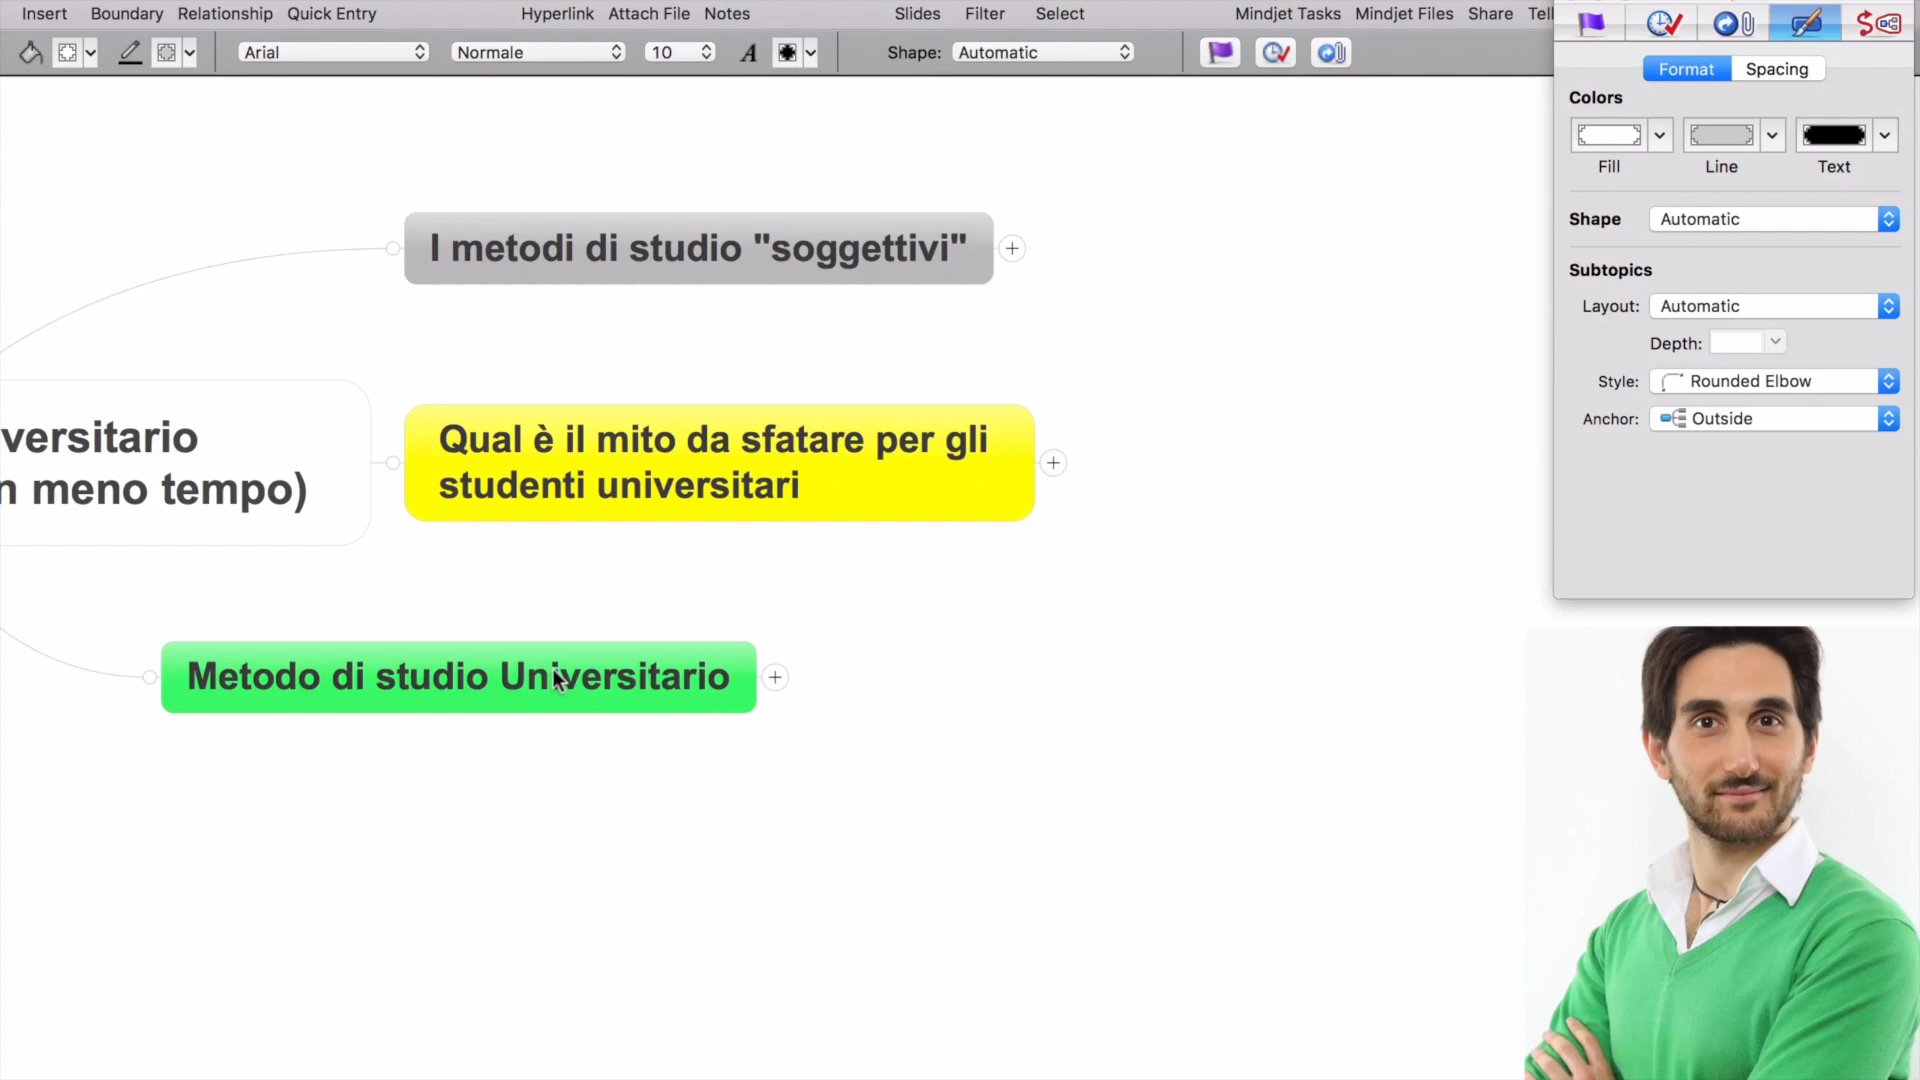 Insert Boundary Relationship Quick Entry Hyperlink Attach File Notes Slides Filter Select Mindjet Tasks Mindjet Files Share Tell
Arial Normale 10 A Shape: Automatic
Format Spacing
Colors
Fill Line Text
Shape Automatic
Subtopics
Layout: Automatic
Depth:
Style: Rounded Elbow
Anchor: Outside
I metodi di studio "soggettivi"
versitario
n meno tempo)
Qual è il mito da sfatare per gli
studenti universitari
Metodo di studio Universitario